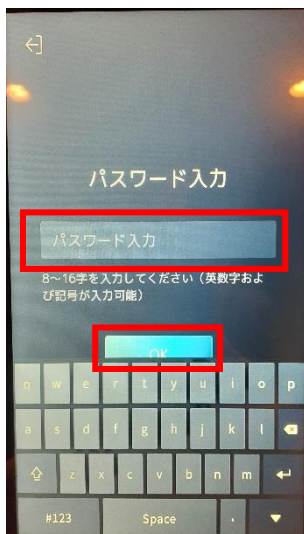 パスワード入力
パスワード入力
8～16字を入力してください（英数字およ
び記号が入力可能）
OK
q w e r t y u i o p
a s d f g h j k l
z x c v b n m
#123 Space .